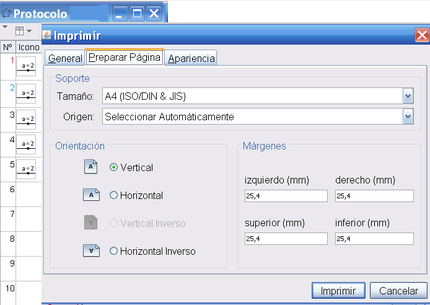 Protocolo
Nº Icono
1 a=2
2 a=2
3 a=2
4 a=2
5 a=2
6
7
8
9
10
Imprimir
General Preparar Página Apariencia
Soporte
Tamaño: A4 (ISO/DIN & JIS)
Origen: Seleccionar Automáticamente
Orientación
A Vertical
A Horizontal
Vertical Inverso
Horizontal Inverso
Márgenes
izquierdo (mm) derecho (mm)
25,4 25,4
superior (mm) inferior (mm)
25,4 25,4
Imprimir Cancelar